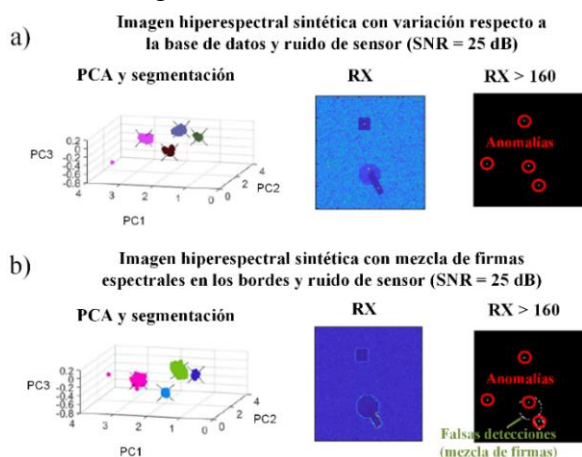 a)
Imagen hiperespectral sintética con variación respecto a
la base de datos y ruido de sensor (SNR = 25 dB)
PCA y segmentación
RX
RX > 160
PC3
0.2
0
-0.2
-0.4
-0.6
-0.8
4
3
2
1
0
PC1
0
2
4
PC2
Anomalías
b)
Imagen hiperespectral sintética con mezcla de firmas
espectrales en los bordes y ruido de sensor (SNR = 25 dB)
PCA y segmentación
RX
RX > 160
PC3
0.2
0
-0.2
-0.4
-0.6
-0.8
4
3
2
1
0
PC1
0
2
4
PC2
Anomalías
Falsas detecciones
(mezcla de firmas)